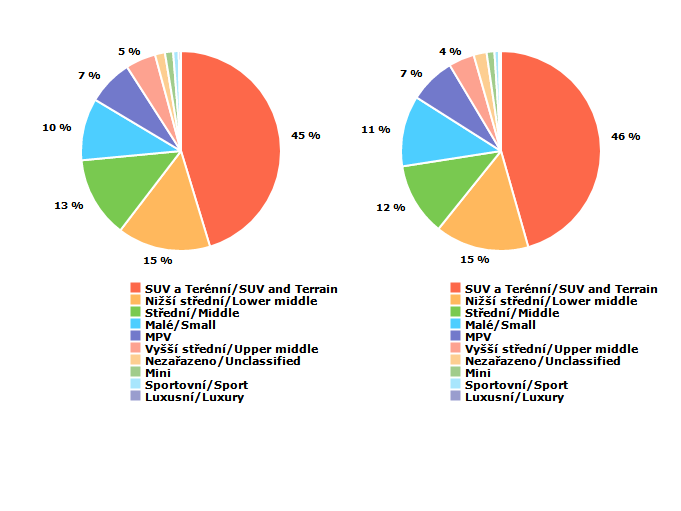 5 %
7 %
10 %
13 %
15 %
45 %
SUV a Terénní/SUV and Terrain
Nižší střední/Lower middle
Střední/Middle
Malé/Small
MPV
Vyšší střední/Upper middle
Nezařazeno/Unclassified
Mini
Sportovní/Sport
Luxusní/Luxury
4 %
7 %
11 %
12 %
15 %
46 %
SUV a Terénní/SUV and Terrain
Nižší střední/Lower middle
Střední/Middle
Malé/Small
MPV
Vyšší střední/Upper middle
Nezařazeno/Unclassified
Mini
Sportovní/Sport
Luxusní/Luxury